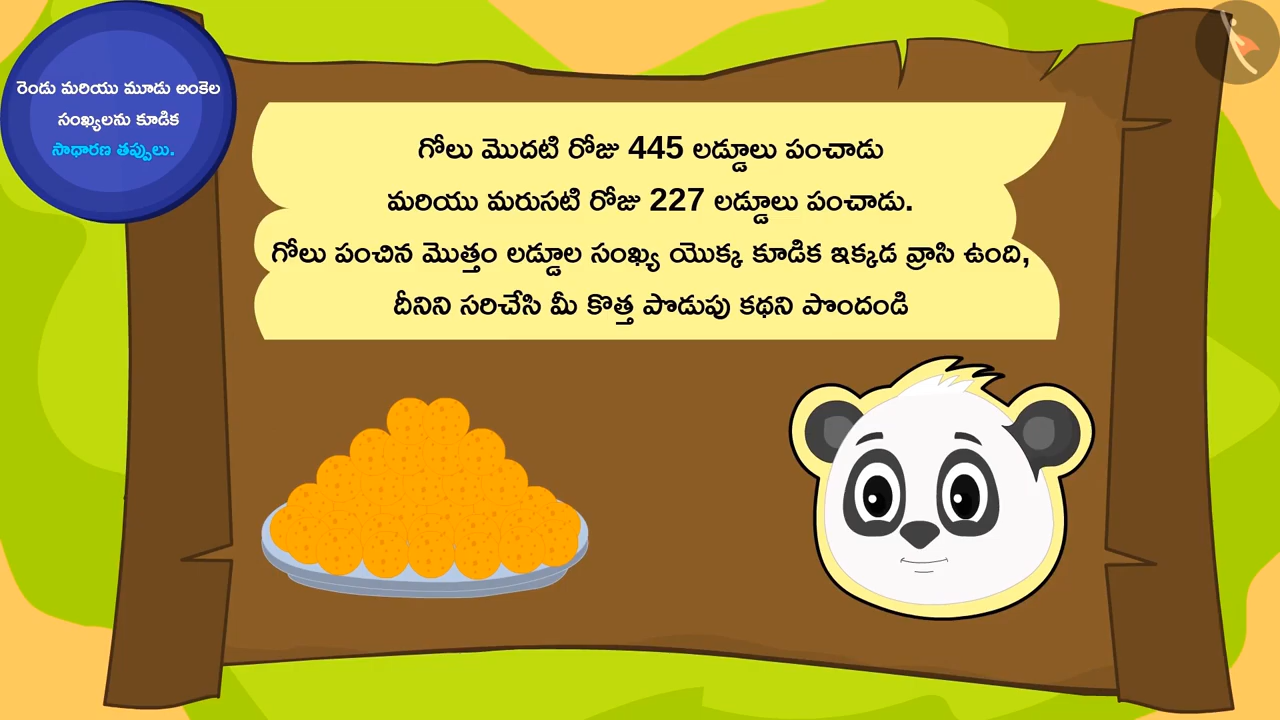 రెండు మరియు మూడు అంకెల
సంఖ్యలను కూడిక
సాధారణ తప్పులు.
గోలు మొదటి రోజు 445 లడ్డూలు పంచాడు
మరియు మరుసటి రోజు 227 లడ్డూలు పంచాడు.
గోలు పంచిన మొత్తం లడ్డూల సంఖ్య యొక్క కూడిక ఇక్కడ వ్రాసి ఉంది,
దీనిని సరిచేసి మీ కొత్త పొడుపు కథని పొందండి